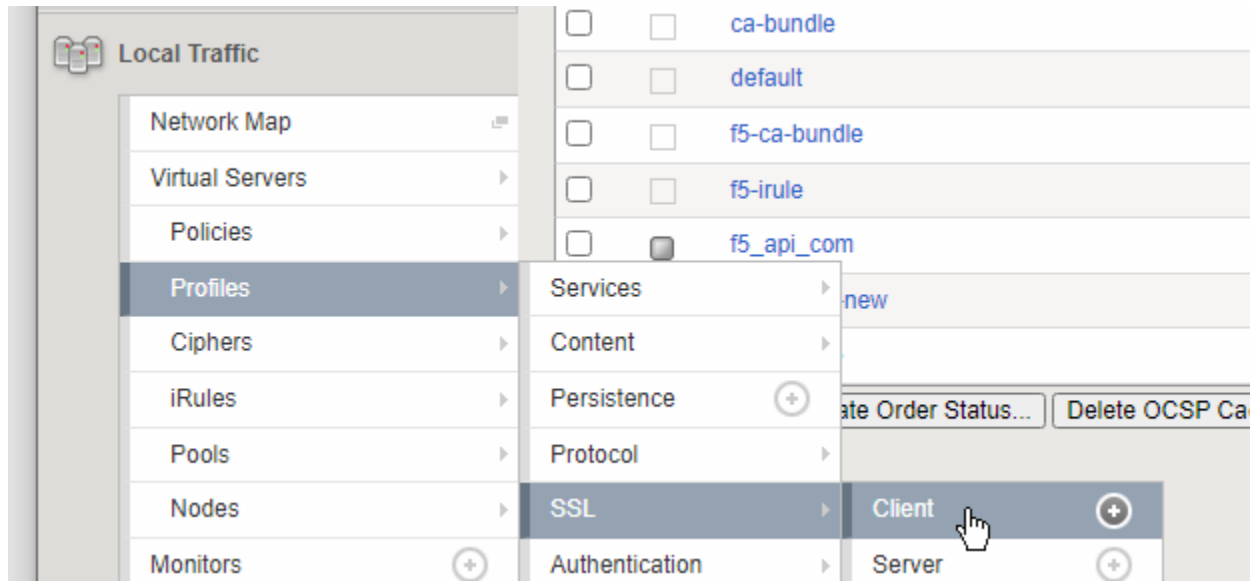 Local Traffic
Network Map
Virtual Servers
Policies
Profiles
Ciphers
iRules
Pools
Nodes
Monitors
Services
Content
Persistence
Protocol
SSL
Authentication
Client
Server
ca-bundle
default
f5-ca-bundle
f5-irule
f5_api_com
-new
ate Order Status...
Delete OCSP Ca